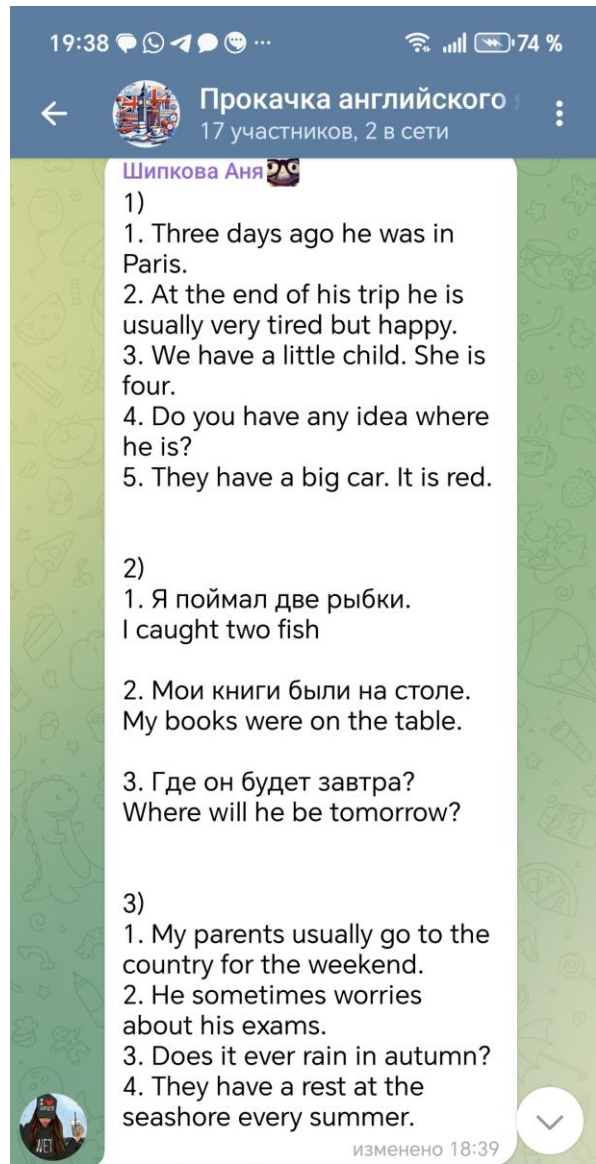 19:38 ... 74 %
Прокачка английского
17 участников, 2 в сети
Шипкова Аня
1)
1. Three days ago he was in
Paris.
2. At the end of his trip he is
usually very tired but happy.
3. We have a little child. She is
four.
4. Do you have any idea where
he is?
5. They have a big car. It is red.
2)
1. Я поймал две рыбки.
I caught two fish
2. Мои книги были на столе.
My books were on the table.
3. Где он будет завтра?
Where will he be tomorrow?
3)
1. My parents usually go to the
country for the weekend.
2. He sometimes worries
about his exams.
3. Does it ever rain in autumn?
4. They have a rest at the
seashore every summer.
изменено 18:39